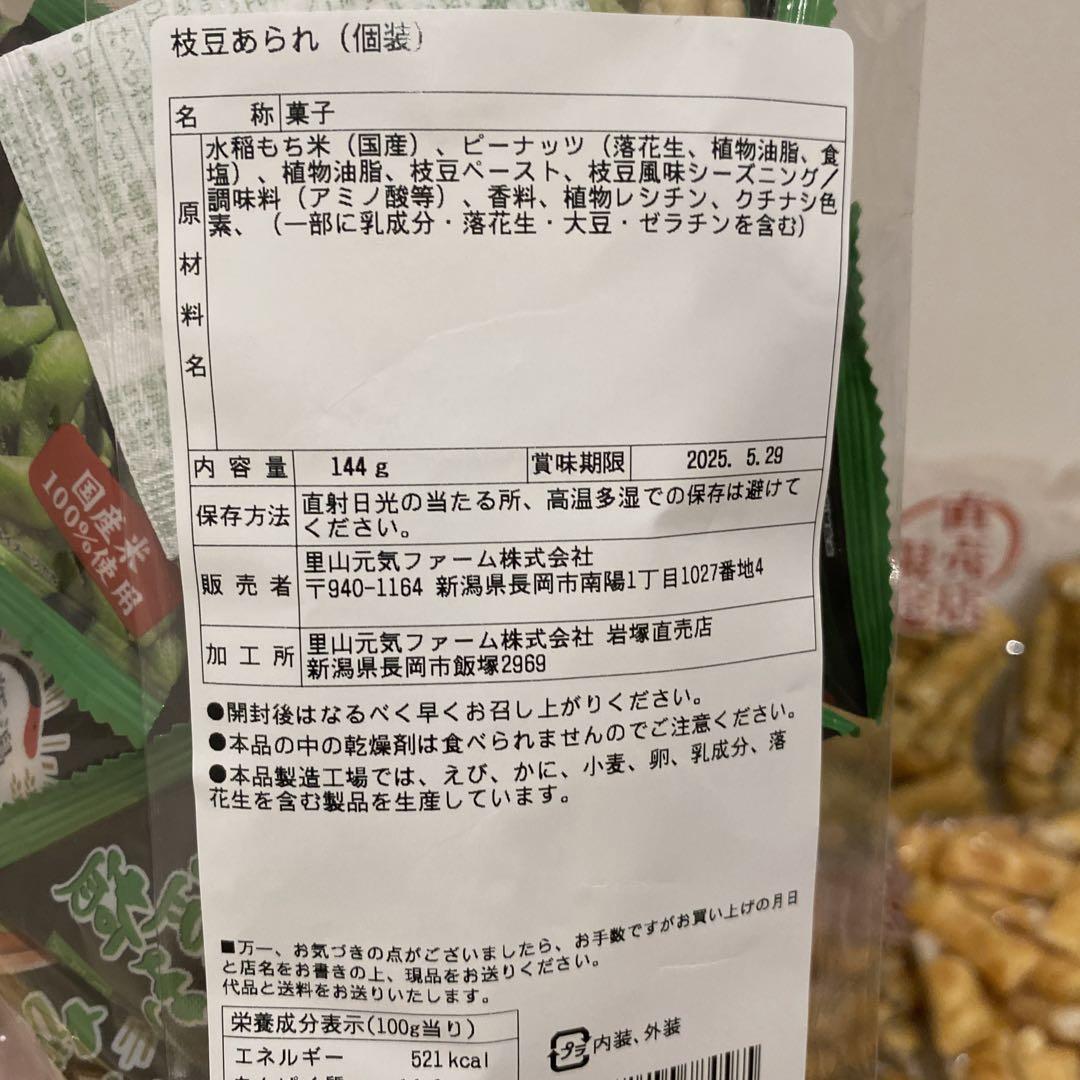 枝豆あられ（個装）
名称 菓子
原材料名
水稲もち米（国産）、ピーナッツ（落花生、植物油脂、食
塩）、植物油脂、枝豆ペースト、枝豆風味シーズニング/
調味料（アミノ酸等）、香料、植物レシチン、クチナシ色
素、（一部に乳成分・落花生・大豆・ゼラチンを含む）
内容量 144g 賞味期限 2025. 5.29
保存方法 直射日光の当たる所、高温多湿での保存は避けて
ください。
販売者 里山元気ファーム株式会社
〒940-1164 新潟県長岡市南陽1丁目1027番地4
加工所 里山元気ファーム株式会社 岩塚直売店
新潟県長岡市飯塚2969
●開封後はなるべく早くお召し上がりください。
●本品の中の乾燥剤は食べられませんのでご注意ください。
●本品製造工場では、えび、かに、小麦、卵、乳成分、落
花生を含む製品を生産しています。
■万一、お気づきの点がございましたら、お手数ですがお買い上げの月日
と店名をお書きの上、現品をお送りください。
代品と送料をお送りいたします。
栄養成分表示(100g当り)
エネルギー 521kcal
プラ 内装、外装
国産米
100%使用
直売店